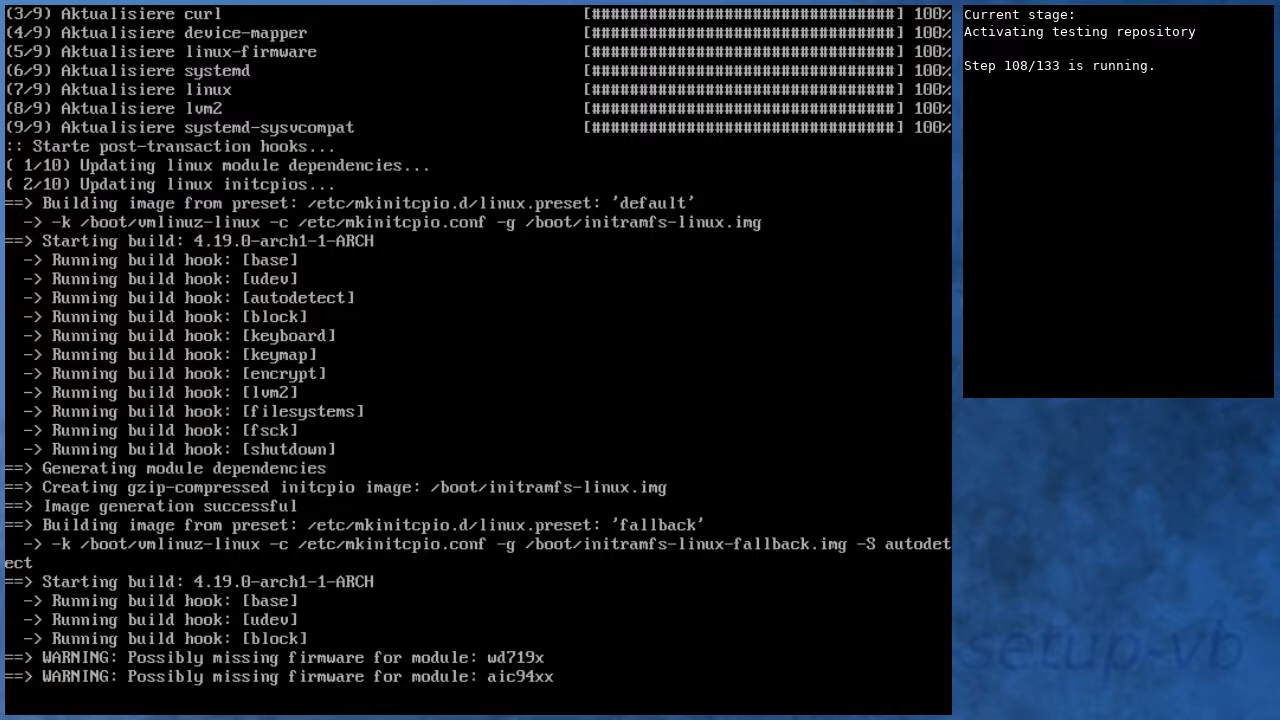 (3/9) Aktualisiere curl [################################] 100%
(4/9) Aktualisiere device-mapper [################################] 100%
(5/9) Aktualisiere linux-firmware [################################] 100%
(6/9) Aktualisiere systemd [################################] 100%
(7/9) Aktualisiere linux [################################] 100%
(8/9) Aktualisiere lvm2 [################################] 100%
(9/9) Aktualisiere systemd-sysvcompat [################################] 100%
:: Starte post-transaction hooks...
( 1/10) Updating linux module dependencies...
( 2/10) Updating linux initcpios...
==> Building image from preset: /etc/mkinitcpio.d/linux.preset: 'default'
  -> -k /boot/vmlinuz-linux -c /etc/mkinitcpio.conf -g /boot/initramfs-linux.img
==> Starting build: 4.19.0-arch1-1-ARCH
  -> Running build hook: [base]
  -> Running build hook: [udev]
  -> Running build hook: [autodetect]
  -> Running build hook: [block]
  -> Running build hook: [keyboard]
  -> Running build hook: [keymap]
  -> Running build hook: [encrypt]
  -> Running build hook: [lvm2]
  -> Running build hook: [filesystems]
  -> Running build hook: [fsck]
  -> Running build hook: [shutdown]
==> Generating module dependencies
==> Creating gzip-compressed initcpio image: /boot/initramfs-linux.img
==> Image generation successful
==> Building image from preset: /etc/mkinitcpio.d/linux.preset: 'fallback'
  -> -k /boot/vmlinuz-linux -c /etc/mkinitcpio.conf -g /boot/initramfs-linux-fallback.img -S autodet
ect
==> Starting build: 4.19.0-arch1-1-ARCH
  -> Running build hook: [base]
  -> Running build hook: [udev]
  -> Running build hook: [block]
==> WARNING: Possibly missing firmware for module: wd719x
==> WARNING: Possibly missing firmware for module: aic94xx
Current stage:
Activating testing repository
Step 108/133 is running.
setup-vb